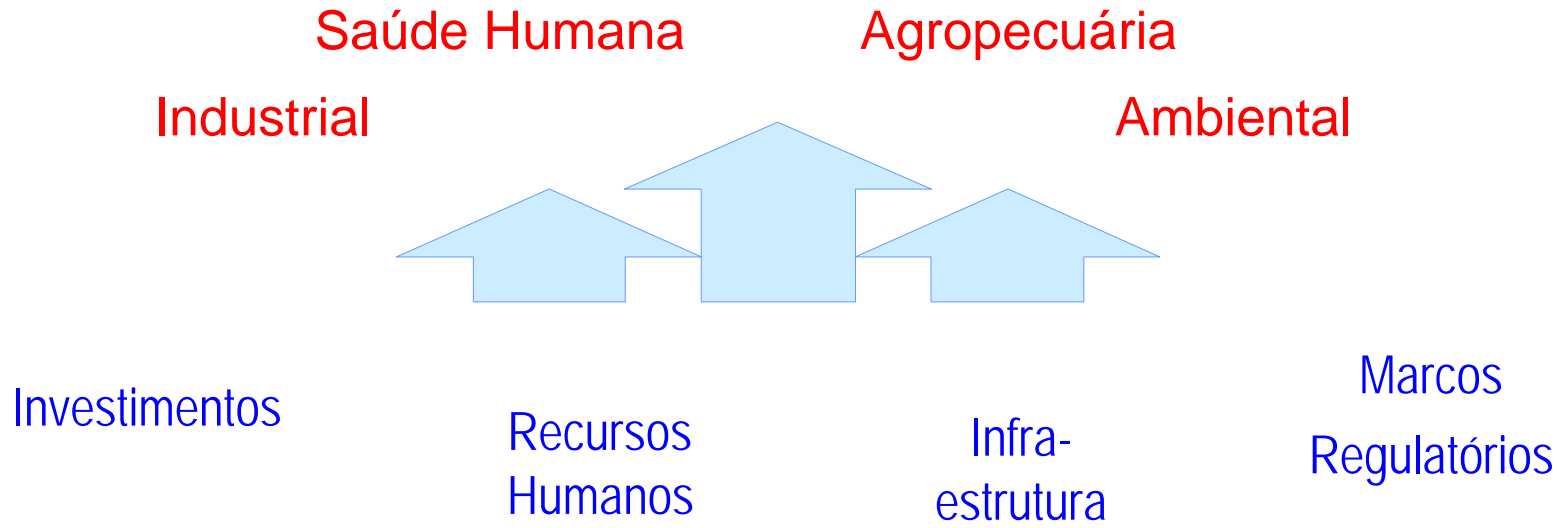 Saúde Humana
Agropecuária
Industrial
Ambiental
Investimentos
Recursos
Humanos
Infra-
estrutura
Marcos
Regulatórios